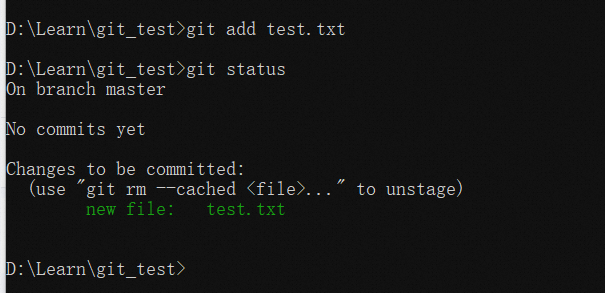 D:\Learn\git_test>git add test.txt
D:\Learn\git_test>git status
On branch master
No commits yet
Changes to be committed:
  (use "git rm --cached <file>..." to unstage)
        new file:   test.txt
D:\Learn\git_test>